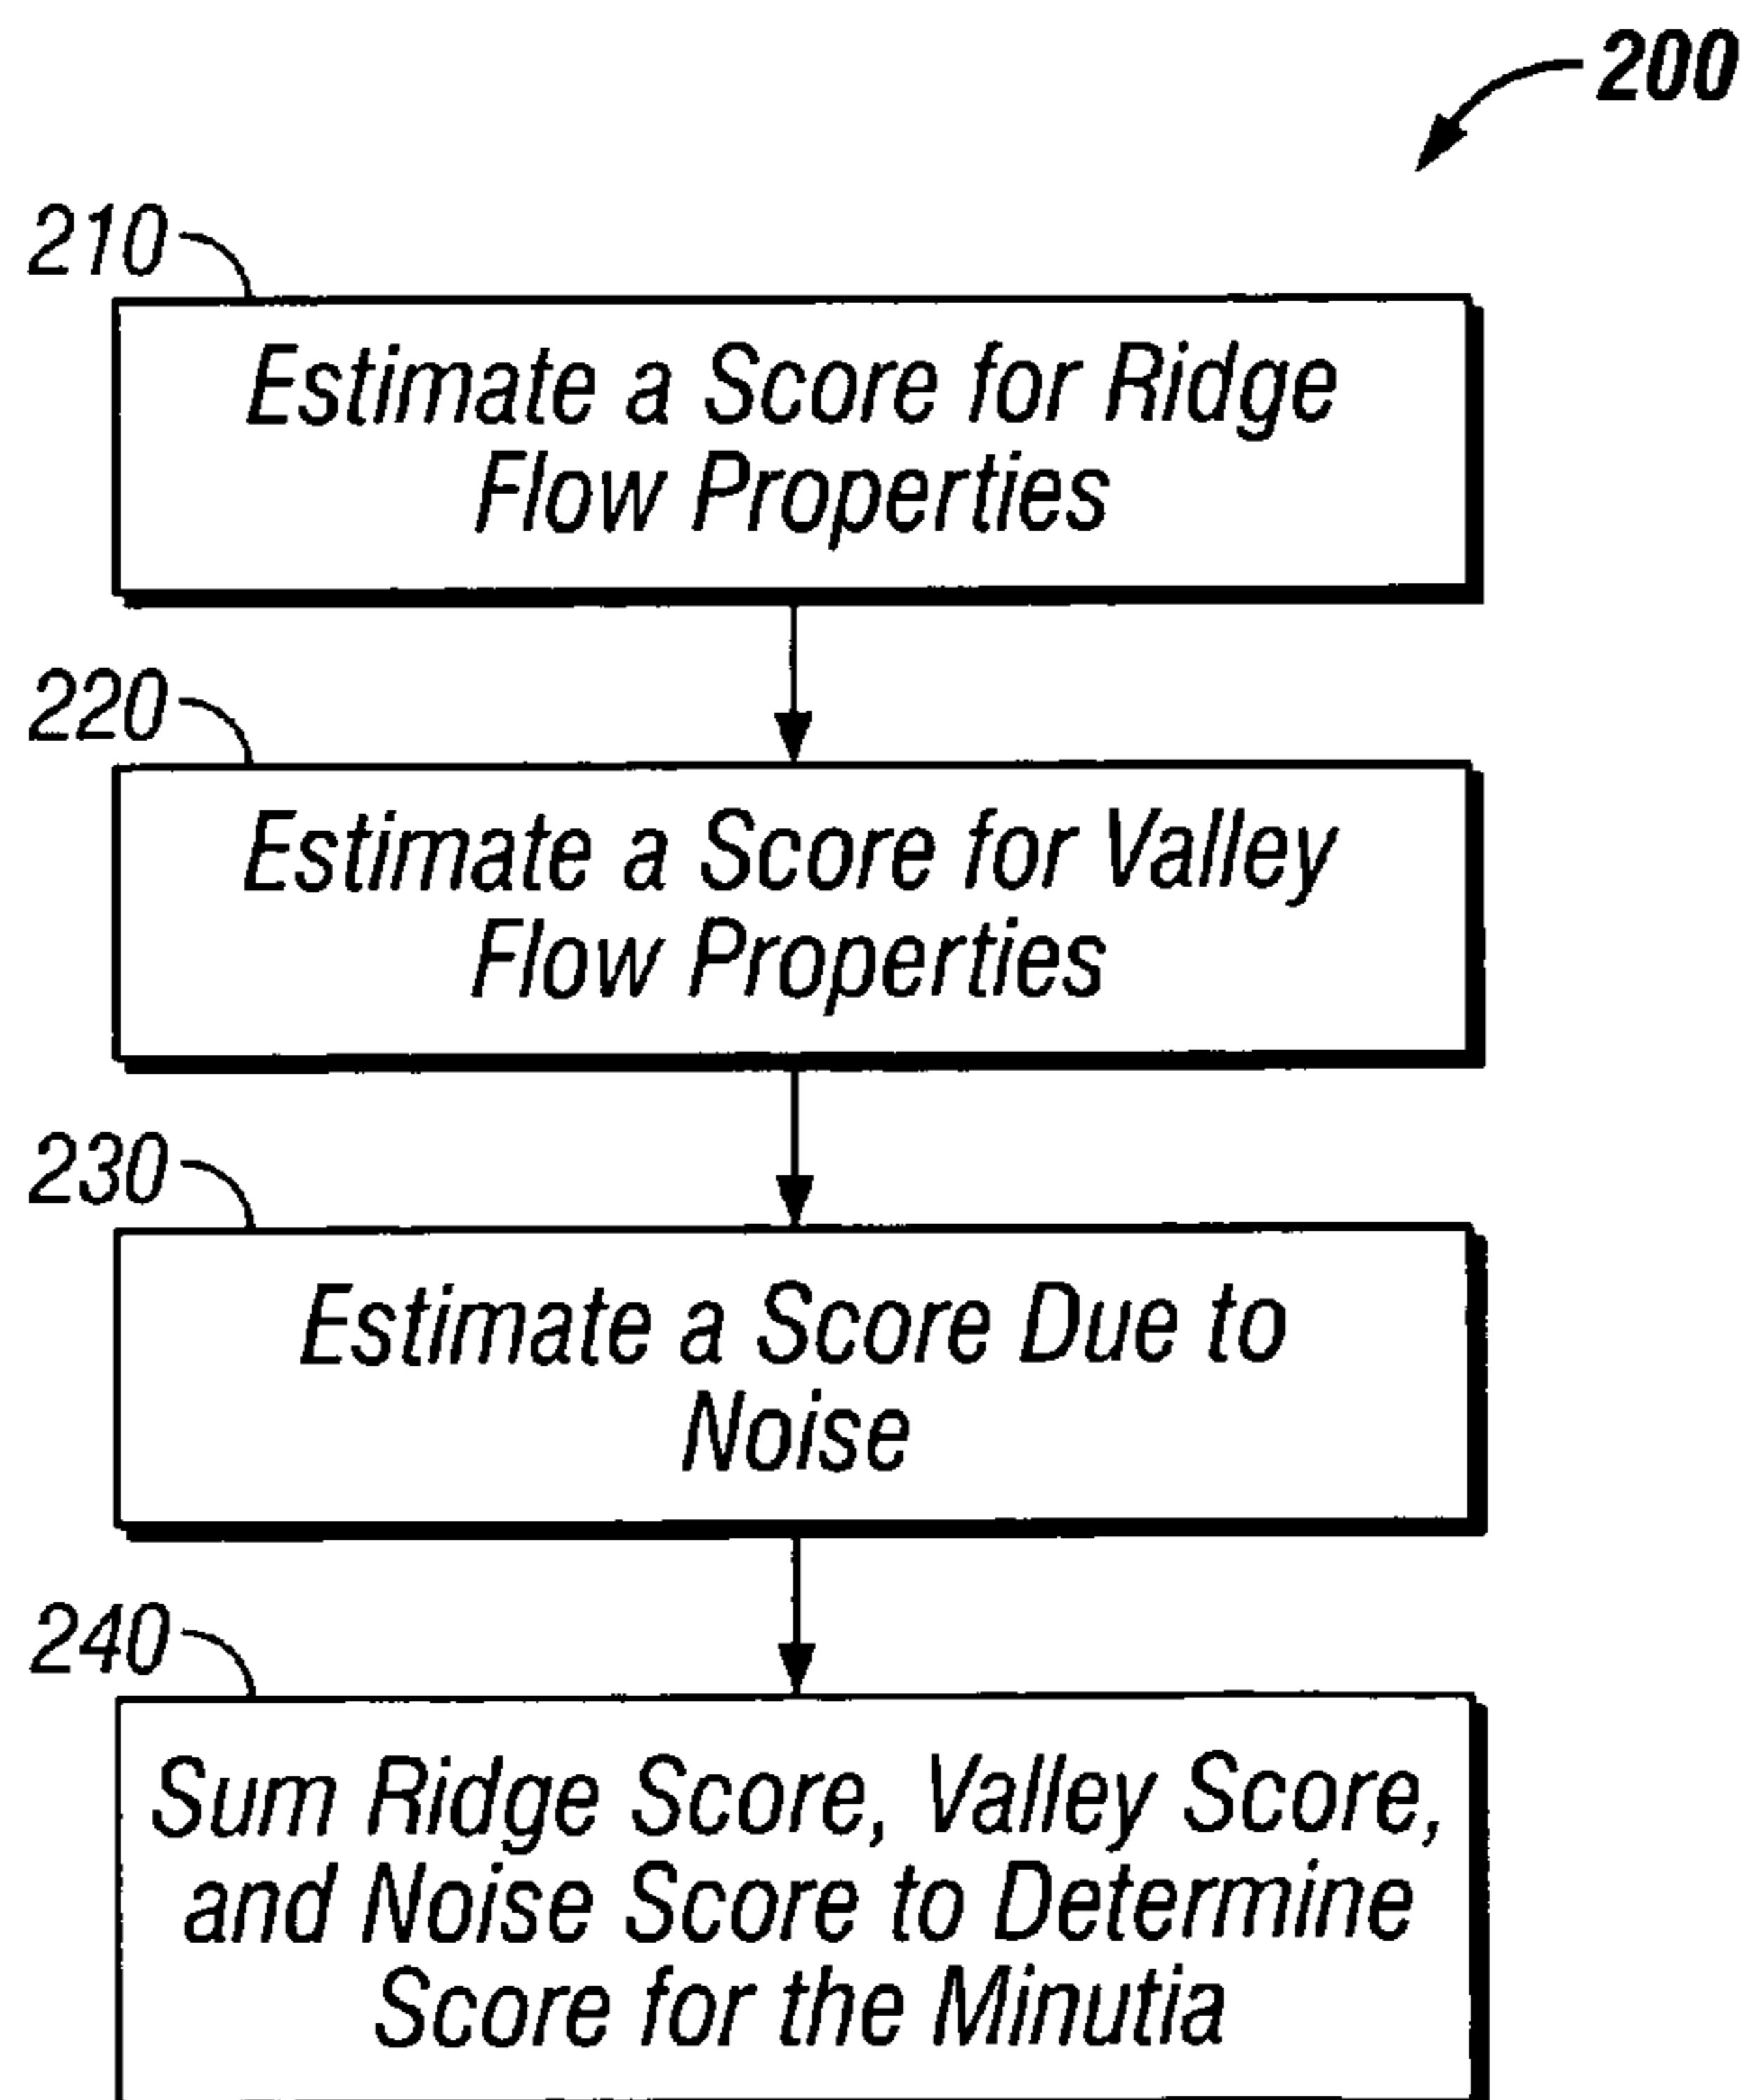 200
210
Estimate a Score for Ridge
Flow Properties
220
Estimate a Score for Valley
Flow Properties
230
Estimate a Score Due to
Noise
240
Sum Ridge Score, Valley Score,
and Noise Score to Determine
Score for the Minutia